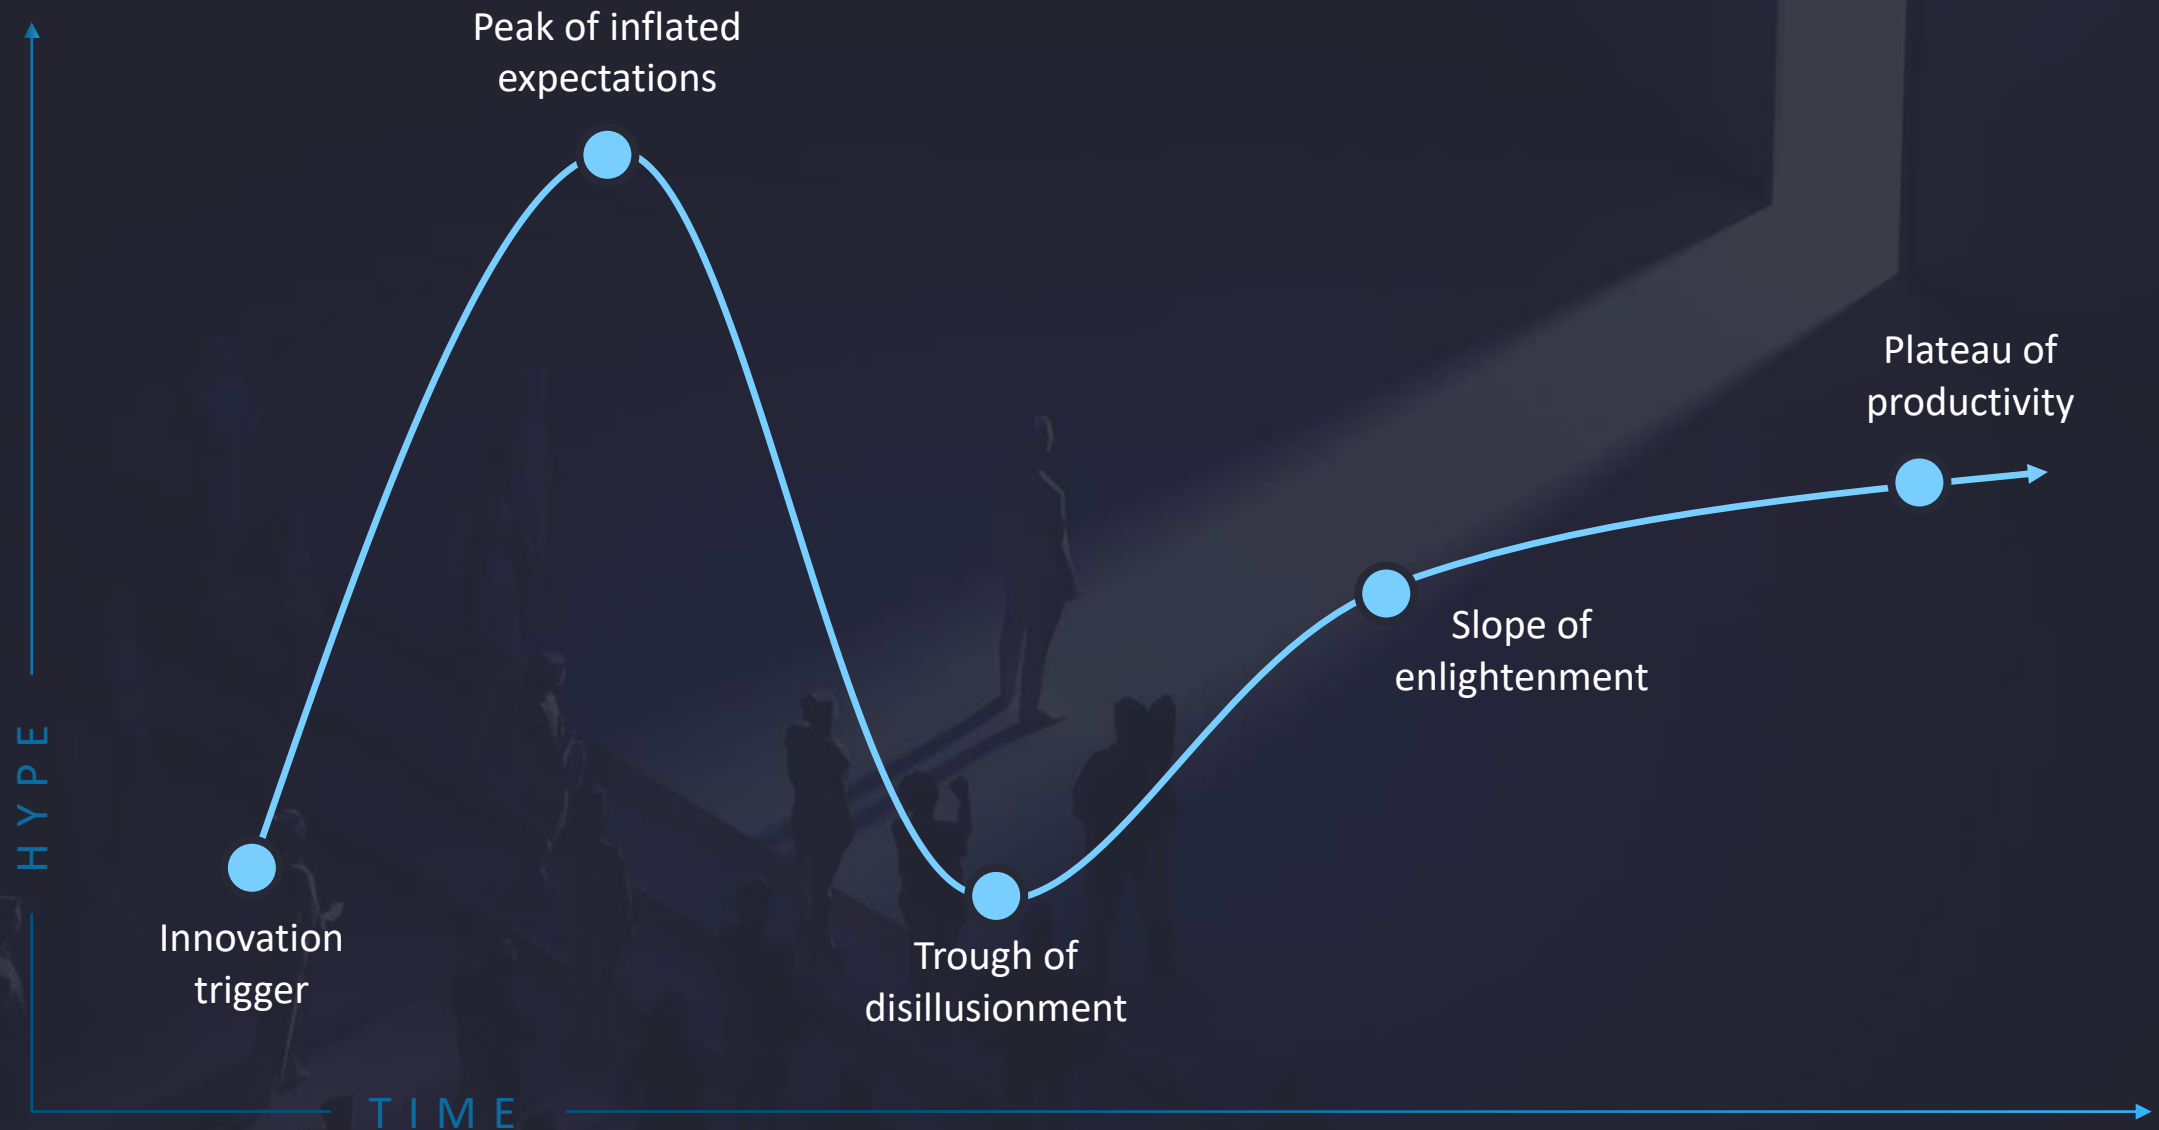 Peak of inflated
expectations
Plateau of
productivity
Slope of
enlightenment
HYPE
Innovation
trigger
Trough of
disillusionment
TIME